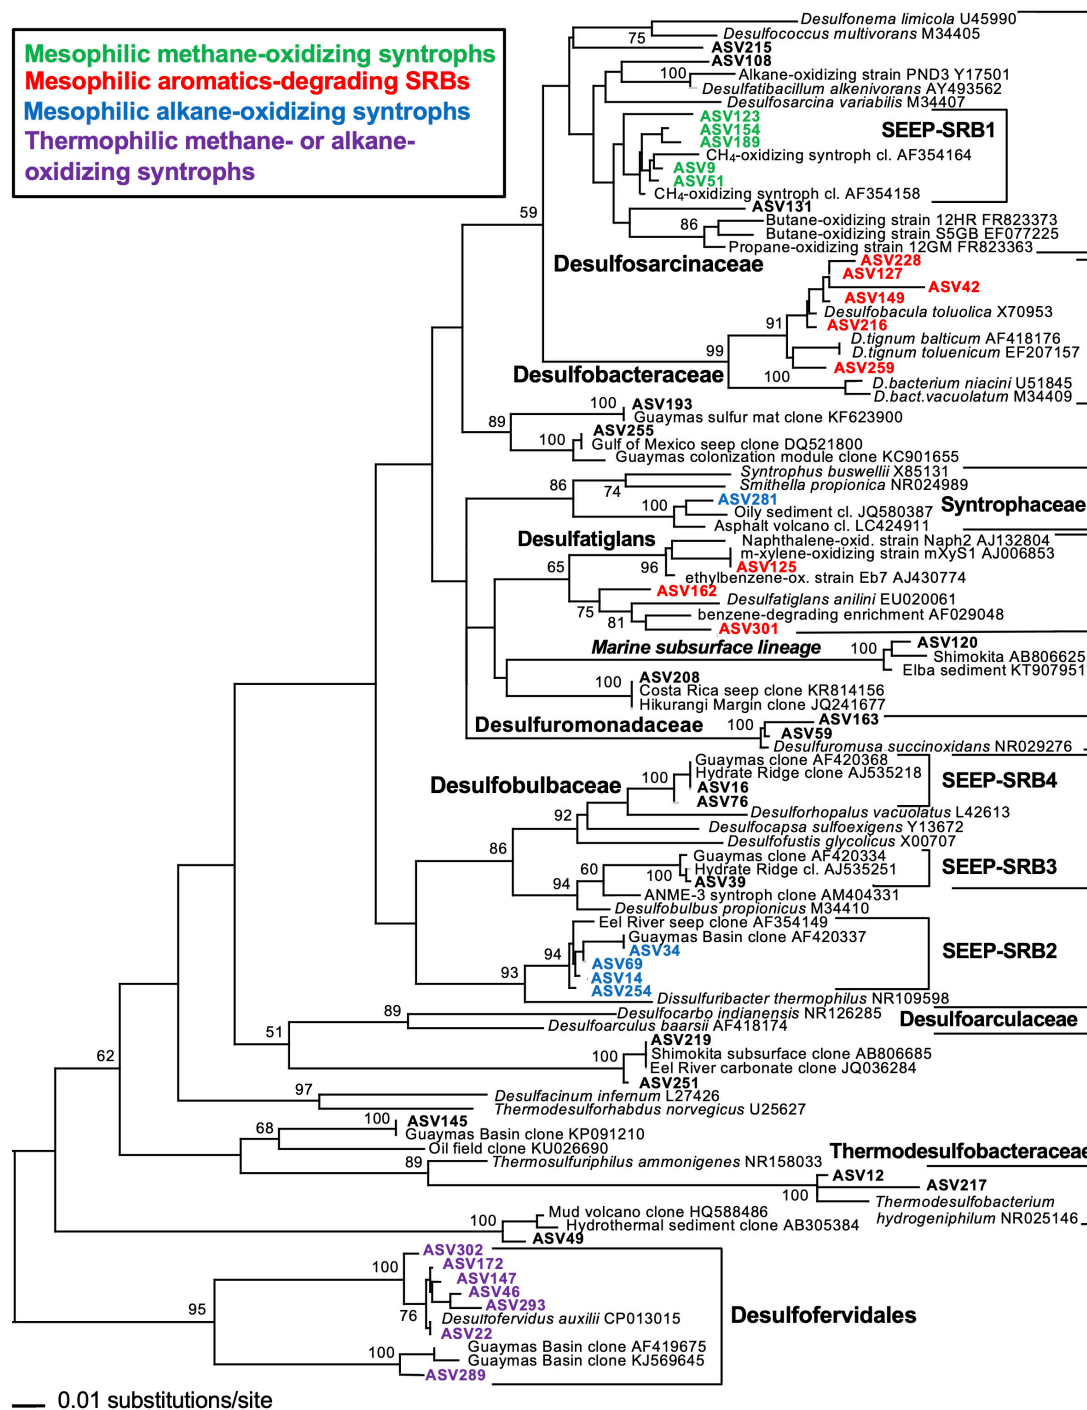 Mesophilic methane-oxidizing syntrophs
Mesophilic aromatics-degrading SRBs
Mesophilic alkane-oxidizing syntrophs
Thermophilic methane- or alkane-
oxidizing syntrophs
Desulfonema limicola U45990
Desulfococcus multivorans M34405
75
ASV215
ASV108
100
Alkane-oxidizing strain PND3 Y17501
Desulfatibacillum alkenivorans AY493562
Desulfosarcina variabilis M34407
ASV123
ASV154
SEEP-SRB1
ASV189
CH₄-oxidizing syntroph cl. AF354164
ASV9
ASV51
CH₄-oxidizing syntroph cl. AF354158
59
ASV131
86
Butane-oxidizing strain 12HR FR823373
Butane-oxidizing strain S5GB EF077225
Propane-oxidizing strain 12GM FR823363
Desulfosarcinaceae
ASV228
ASV127
ASV42
ASV149
Desulfobacula toluolica X70953
91
ASV216
D.tignum balticum AF418176
99
D.tignum toluenicum EF207157
ASV259
Desulfobacteraceae
100
D.bacterium niacini U51845
D.bact.vacuolatum M34409
100
ASV193
Guaymas sulfur mat clone KF623900
89
ASV255
100
Gulf of Mexico seep clone DQ521800
Guaymas colonization module clone KC901655
Syntrophus buswellii X85131
86
74
Smithella propionica NR024989
ASV281
Syntrophaceae
100
Oily sediment cl. JQ580387
Asphalt volcano cl. LC424911
Desulfatiglans
Naphthalene-oxid. strain Naph2 AJ132804
m-xylene-oxidizing strain mXyS1 AJ006853
65
96
ASV125
ethylbenzene-ox. strain Eb7 AJ430774
ASV162
75
Desulfatiglans anilini EU020061
81
benzene-degrading enrichment AF029048
ASV301
Marine subsurface lineage
100
ASV120
Shimokita AB806625
Elba sediment KT907951
100
ASV208
Costa Rica seep clone KR814156
Hikurangi Margin clone JQ241677
Desulfuromonadaceae
100
ASV163
ASV59
Desulfuromusa succinoxidans NR029276
Guaymas clone AF420368
Desulfobulbaceae
100
Hydrate Ridge clone AJ535218
SEEP-SRB4
ASV16
ASV76
92
Desulforhopalus vacuolatus L42613
Desulfocapsa sulfoexigens Y13672
Desulfofustis glycolicus X00707
86
Guaymas clone AF420334
60
100
Hydrate Ridge cl. AJ535251
SEEP-SRB3
ASV39
94
ANME-3 syntroph clone AM404331
Desulfobulbus propionicus M34410
Eel River seep clone AF354149
Guaymas Basin clone AF420337
94
ASV34
SEEP-SRB2
93
ASV69
ASV14
ASV254
Dissulfuribacter thermophilus NR109598
89
Desulfocarbo indianensis NR126285
Desulfoarculaceae
Desulfoarculus baarsii AF418174
51
ASV219
100
Shimokita subsurface clone AB806685
Eel River carbonate clone JQ036284
62
ASV251
97
Desulfacinum infernum L27426
Thermodesulforhabdus norvegicus U25627
100
ASV145
68
Guaymas Basin clone KP091210
Oil field clone KU026690
Thermodesulfobacteraceae
89
Thermosulfuriphilus ammonigenes NR158033
ASV12
ASV217
100
Thermodesulfobacterium
hydrogeniphilum NR025146
Mud volcano clone HQ588486
100
Hydrothermal sediment clone AB305384
ASV49
ASV302
100
ASV172
ASV147
ASV46
ASV293
95
76
Desulfofervidus auxilii CP013015
Desulfofervidales
ASV22
100
Guaymas Basin clone AF419675
Guaymas Basin clone KJ569645
ASV289
0.01 substitutions/site